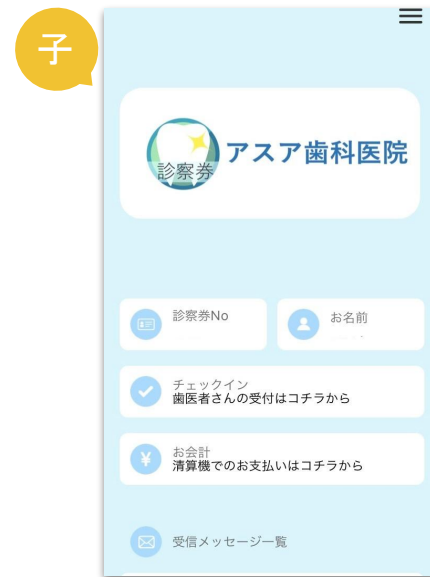 子
診察券
アスア歯科医院
診察券No
お名前
チェックイン
歯医者さんの受付はコチラから
お会計
清算機でのお支払いはコチラから
受信メッセージ一覧